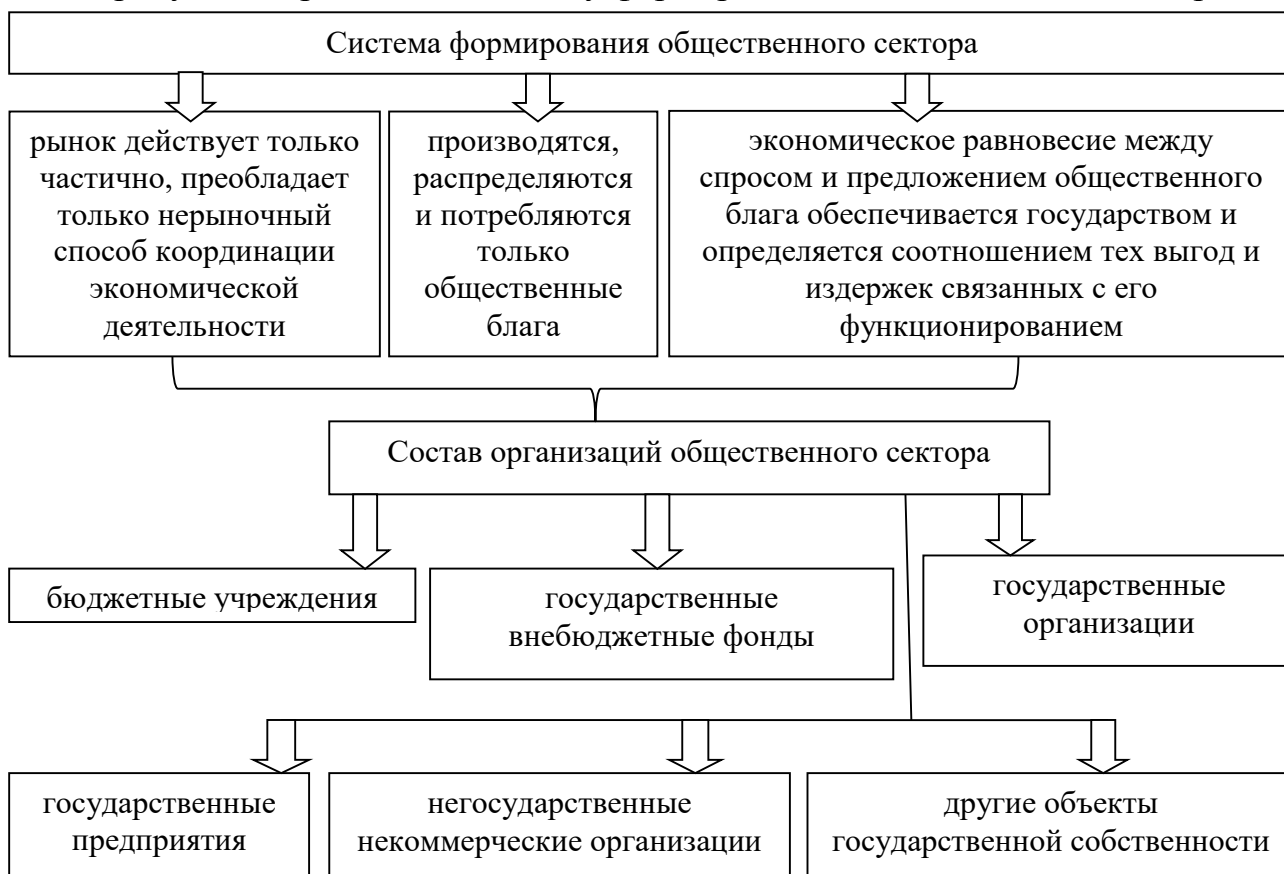 Система формирования общественного сектора
рынок действует только
частично, преобладает
только нерыночный
способ координации
экономической
деятельности
производятся,
распределяются
и потребляются
только
общественные
блага
экономическое равновесие между
спросом и предложением общественного
блага обеспечивается государством и
определяется соотношением тех выгод и
издержек связанных с его
функционированием
Состав организаций общественного сектора
бюджетные учреждения
государственные
внебюджетные фонды
государственные
организации
государственные
предприятия
негосударственные
некоммерческие организации
другие объекты
государственной собственности